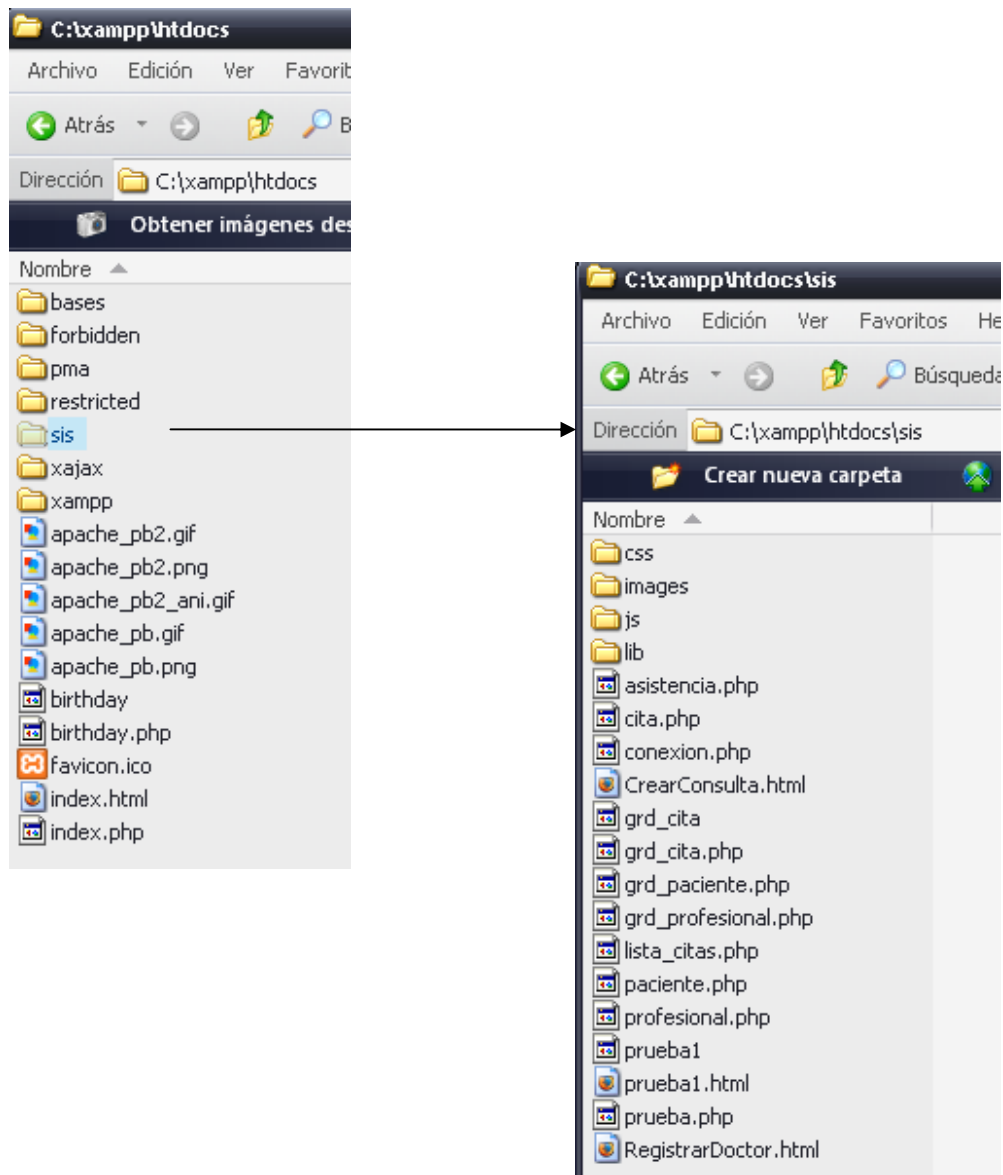 C:\xampp\htdocs
Archivo Edición Ver Favorit
Atrás B
Dirección C:\xampp\htdocs
Obtener imágenes des
Nombre
bases
forbidden
pma
restricted
sis
xajax
xampp
apache_pb2.gif
apache_pb2.png
apache_pb2_ani.gif
apache_pb.gif
apache_pb.png
birthday
birthday.php
favicon.ico
index.html
index.php
C:\xampp\htdocs\sis
Archivo Edición Ver Favoritos He
Atrás Búsqueda
Dirección C:\xampp\htdocs\sis
Crear nueva carpeta
Nombre
css
images
js
lib
asistencia.php
cita.php
conexion.php
CrearConsulta.html
grd_cita
grd_cita.php
grd_paciente.php
grd_profesional.php
lista_citas.php
paciente.php
profesional.php
prueba1
prueba1.html
prueba.php
RegistrarDoctor.html